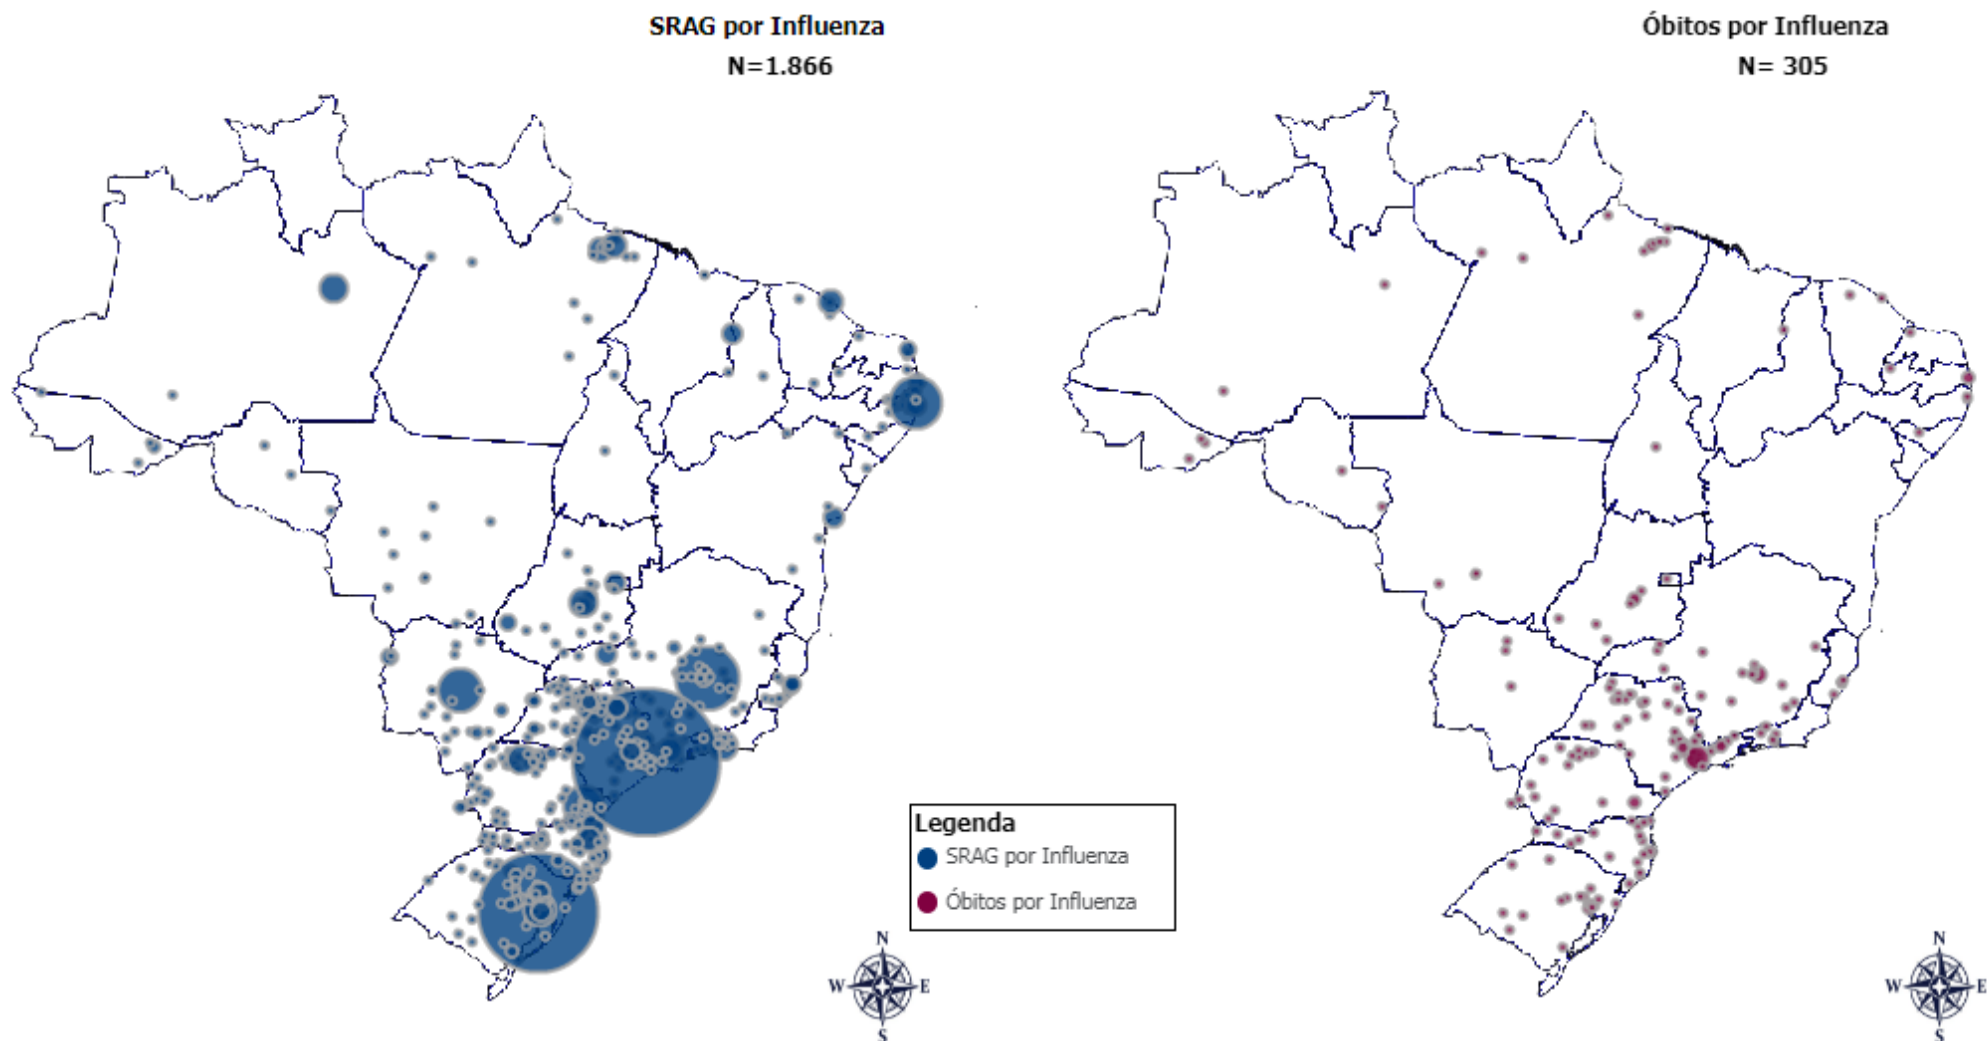 SRAG por Influenza
N=1.866
Óbitos por Influenza
N= 305
Legenda
SRAG por Influenza
Óbitos por Influenza
N
W E
S
N
W E
S